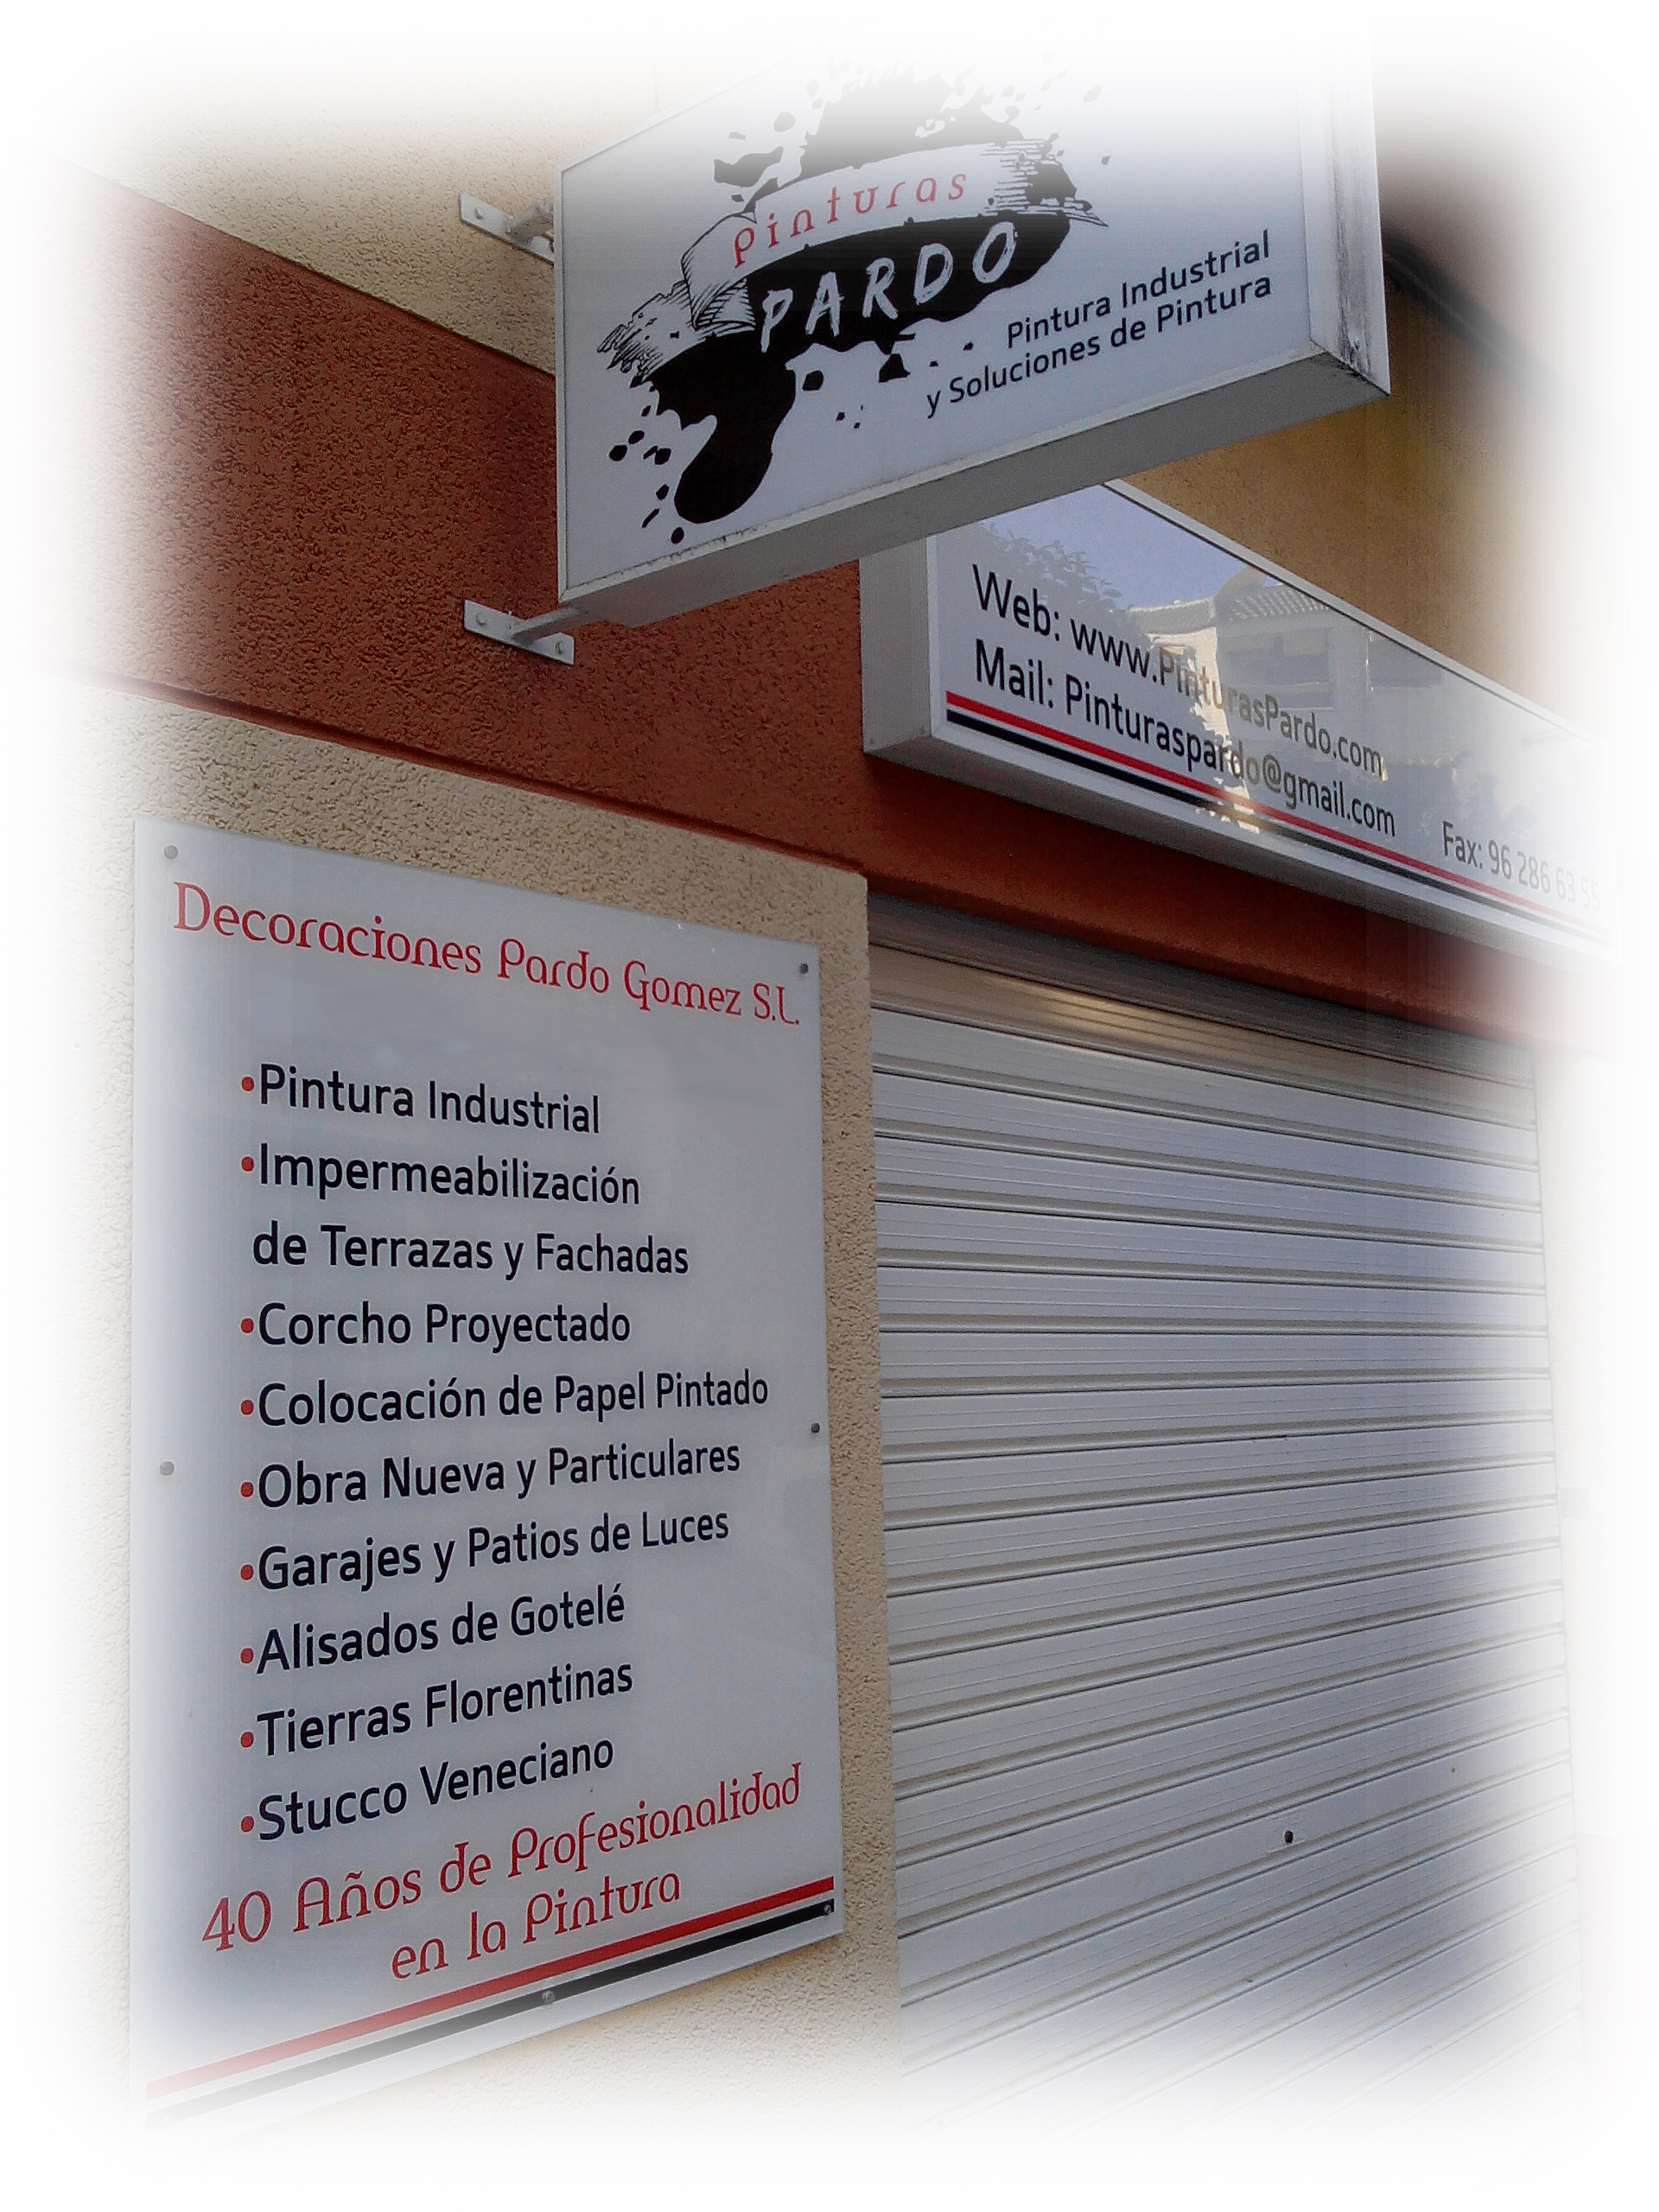 pinturas
PARDO
Pintura Industrial
y Soluciones de Pintura
Web: www.PinturasPardo.com
Mail: Pinturaspardo@gmail.com
Fax: 96 286 63 55
Decoraciones Pardo Gomez S.L.
•Pintura Industrial
•Impermeabilización
de Terrazas y Fachadas
•Corcho Proyectado
•Colocación de Papel Pintado
•Obra Nueva y Particulares
•Garajes y Patios de Luces
•Alisados de Gotelé
•Tierras Florentinas
•Stucco Veneciano
40 Años de Profesionalidad
en la Pintura